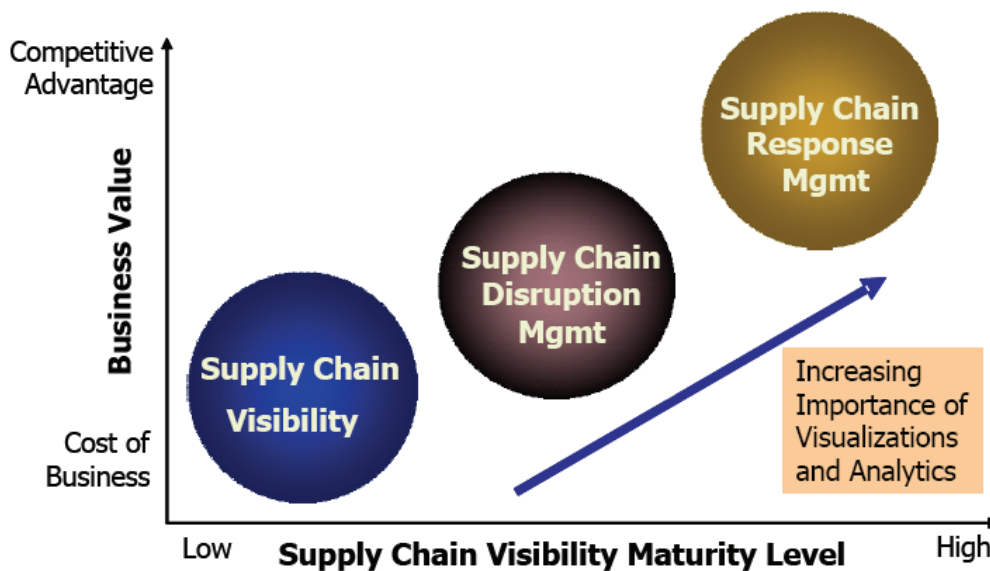 Competitive
Advantage
Business Value
Cost of
Business
Supply Chain
Visibility
Supply Chain
Disruption
Mgmt
Supply Chain
Response
Mgmt
Increasing
Importance of
Visualizations
and Analytics
Low
Supply Chain Visibility Maturity Level
High